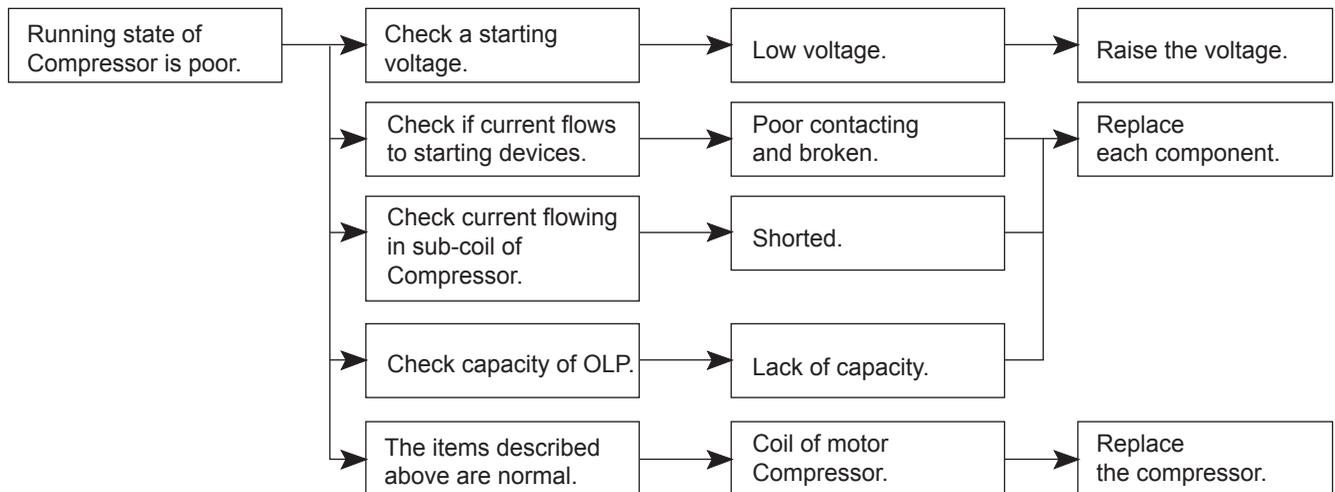 Running state of
Compressor is poor.
Check a starting
voltage.
Low voltage.
Raise the voltage.
Check if current flows
to starting devices.
Poor contacting
and broken.
Replace
each component.
Check current flowing
in sub-coil of
Compressor.
Shorted.
Check capacity of OLP.
Lack of capacity.
The items described
above are normal.
Coil of motor
Compressor.
Replace
the compressor.